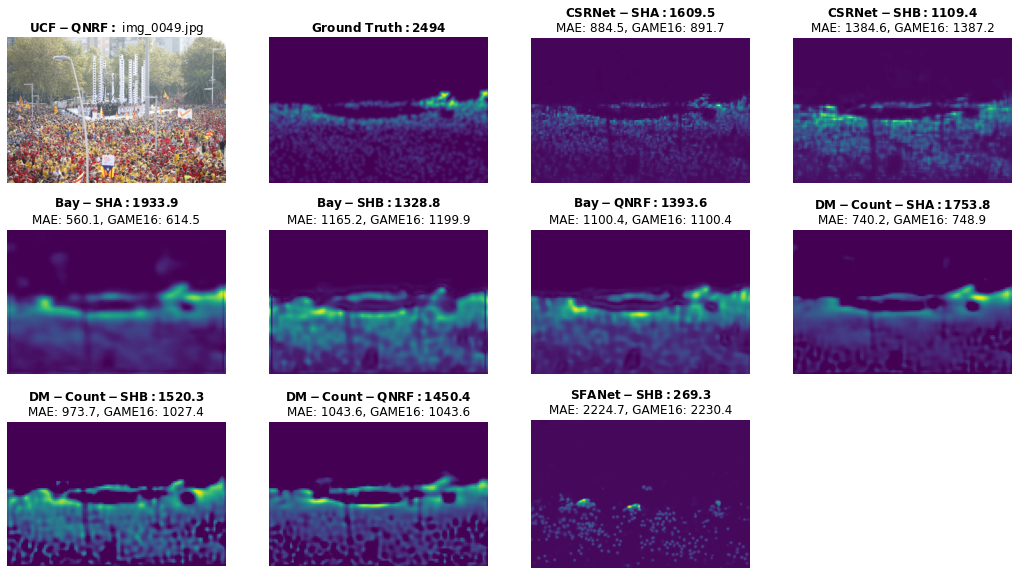 UCF − QNRF : img_0049.jpg
Ground Truth : 2494
CSRNet − SHA : 1609.5
MAE: 884.5, GAME16: 891.7
CSRNet − SHB : 1109.4
MAE: 1384.6, GAME16: 1387.2
Bay − SHA : 1933.9
MAE: 560.1, GAME16: 614.5
Bay − SHB : 1328.8
MAE: 1165.2, GAME16: 1199.9
Bay − QNRF : 1393.6
MAE: 1100.4, GAME16: 1100.4
DM − Count − SHA : 1753.8
MAE: 740.2, GAME16: 748.9
DM − Count − SHB : 1520.3
MAE: 973.7, GAME16: 1027.4
DM − Count − QNRF : 1450.4
MAE: 1043.6, GAME16: 1043.6
SFANet − SHB : 269.3
MAE: 2224.7, GAME16: 2230.4